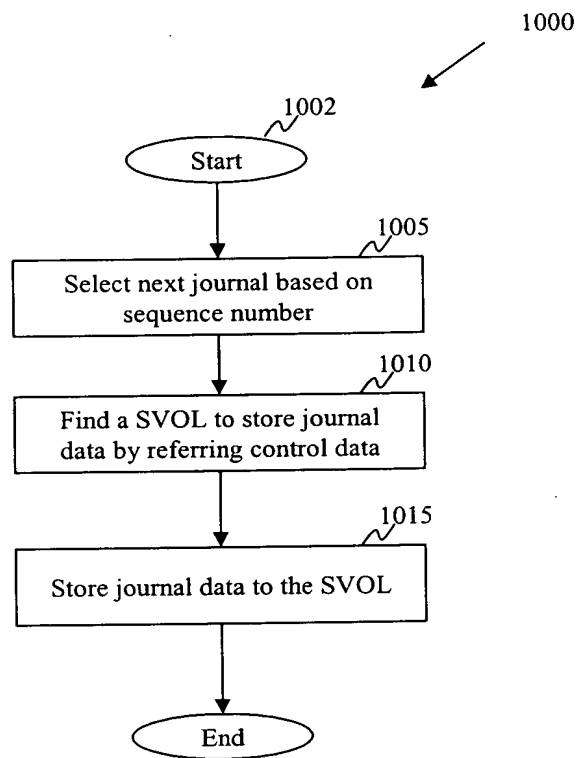 1000
1002
Start
1005
Select next journal based on
sequence number
1010
Find a SVOL to store journal
data by referring control data
1015
Store journal data to the SVOL
End